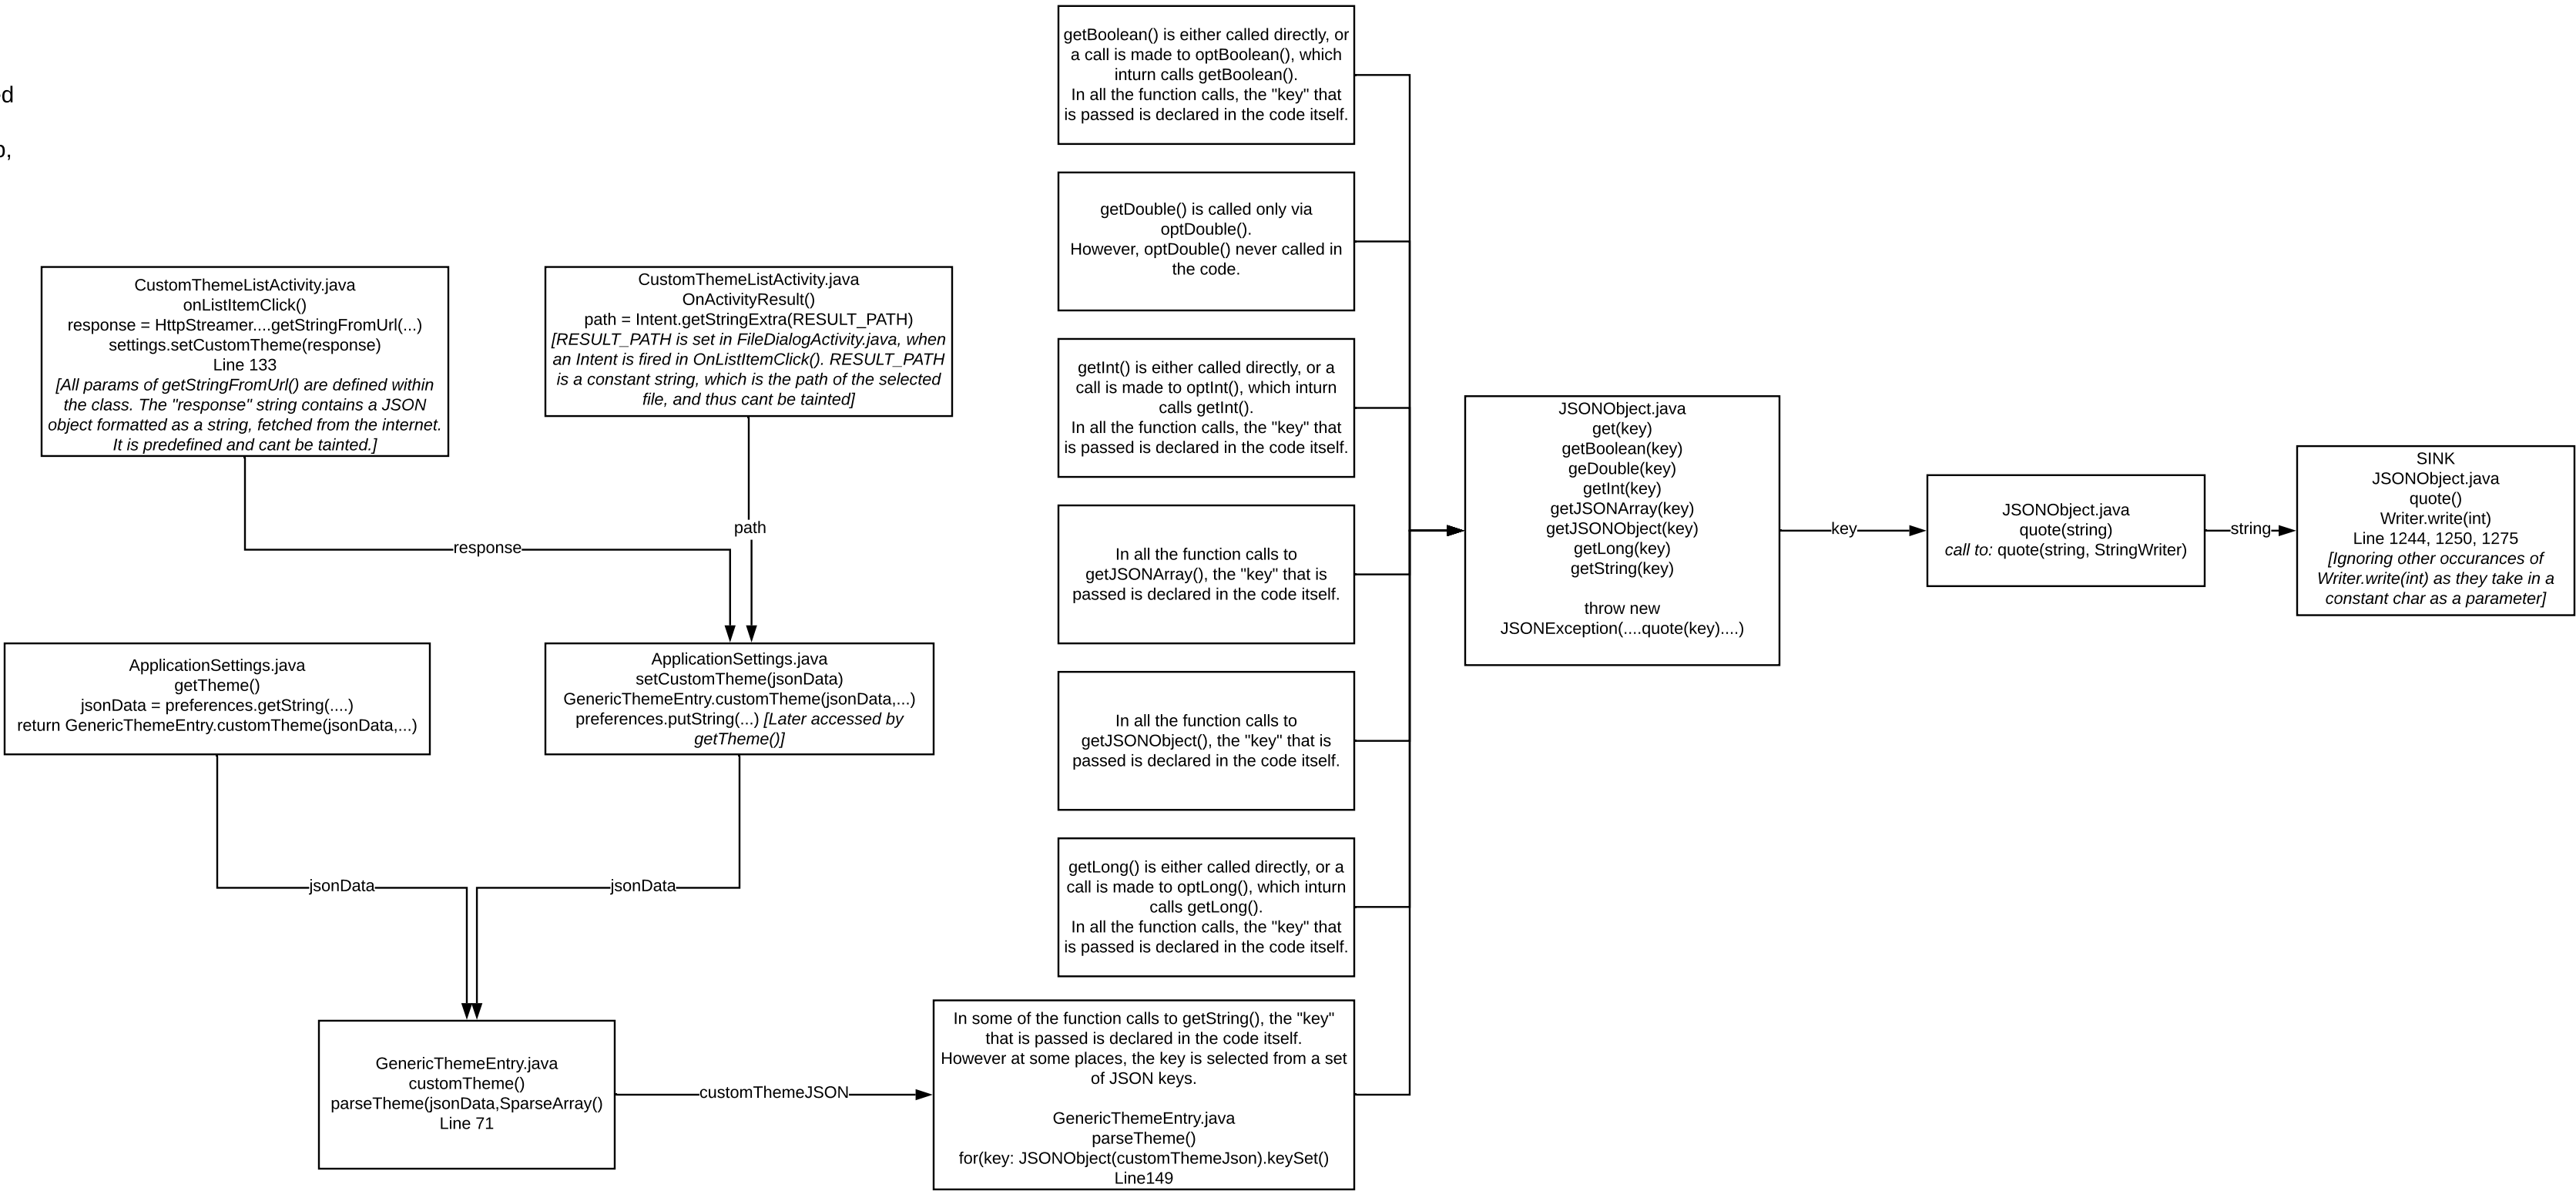 getBoolean() is either called directly, or
a call is made to optBoolean(), which
inturn calls getBoolean().
In all the function calls, the "key" that
is passed is declared in the code itself.
getDouble() is called only via
optDouble().
However, optDouble() never called in
the code.
CustomThemeListActivity.java
onListItemClick()
response = HttpStreamer....getStringFromUrl(...)
settings.setCustomTheme(response)
Line 133
[All params of getStringFromUrl() are defined within
the class. The "response" string contains a JSON
object formatted as a string, fetched from the internet.
It is predefined and cant be tainted.]
CustomThemeListActivity.java
OnActivityResult()
path = Intent.getStringExtra(RESULT_PATH)
[RESULT_PATH is set in FileDialogActivity.java, when
an Intent is fired in OnListItemClick(). RESULT_PATH
is a constant string, which is the path of the selected
file, and thus cant be tainted]
getInt() is either called directly, or a
call is made to optInt(), which inturn
calls getInt().
In all the function calls, the "key" that
is passed is declared in the code itself.
JSONObject.java
get(key)
getBoolean(key)
geDouble(key)
getInt(key)
getJSONArray(key)
getJSONObject(key)
getLong(key)
getString(key)
throw new
JSONException(....quote(key)....)
key
JSONObject.java
quote(string)
call to: quote(string, StringWriter)
string
SINK
JSONObject.java
quote()
Writer.write(int)
Line 1244, 1250, 1275
[Ignoring other occurances of
Writer.write(int) as they take in a
constant char as a parameter]
path
response
In all the function calls to
getJSONArray(), the "key" that is
passed is declared in the code itself.
ApplicationSettings.java
getTheme()
jsonData = preferences.getString(....)
return GenericThemeEntry.customTheme(jsonData,...)
ApplicationSettings.java
setCustomTheme(jsonData)
GenericThemeEntry.customTheme(jsonData,...)
preferences.putString(...) [Later accessed by
getTheme()]
In all the function calls to
getJSONObject(), the "key" that is
passed is declared in the code itself.
jsonData
jsonData
getLong() is either called directly, or a
call is made to optLong(), which inturn
calls getLong().
In all the function calls, the "key" that
is passed is declared in the code itself.
GenericThemeEntry.java
customTheme()
parseTheme(jsonData,SparseArray()
Line 71
customThemeJSON
In some of the function calls to getString(), the "key"
that is passed is declared in the code itself.
However at some places, the key is selected from a set
of JSON keys.
GenericThemeEntry.java
parseTheme()
for(key: JSONObject(customThemeJson).keySet()
Line149